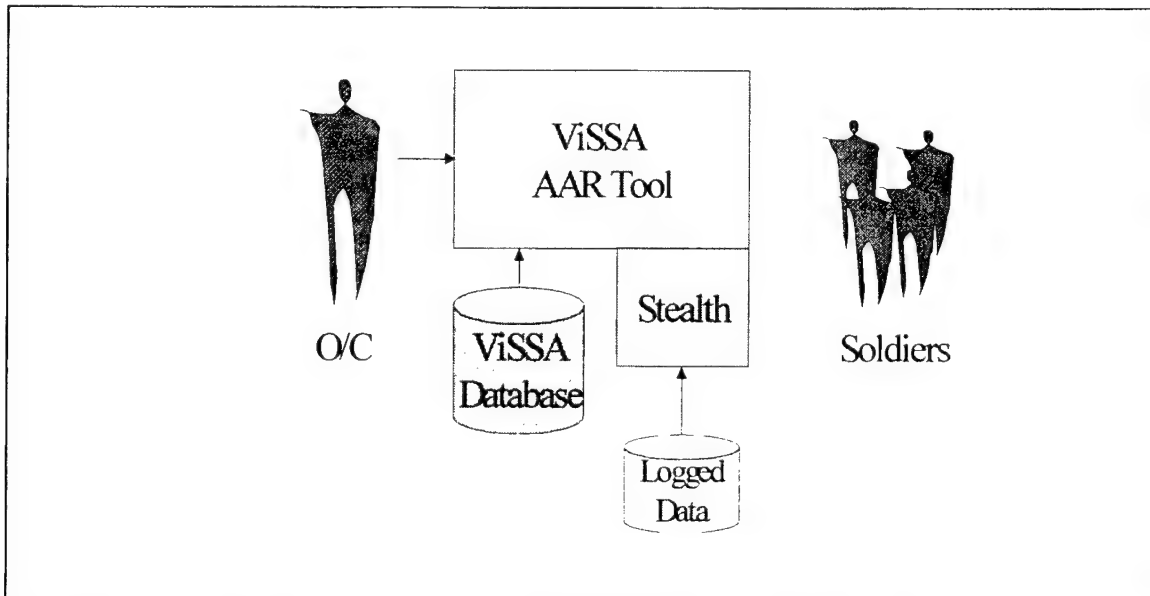 ViSSA
AAR Tool
Stealth
O/C
ViSSA
Database
Soldiers
Logged
Data